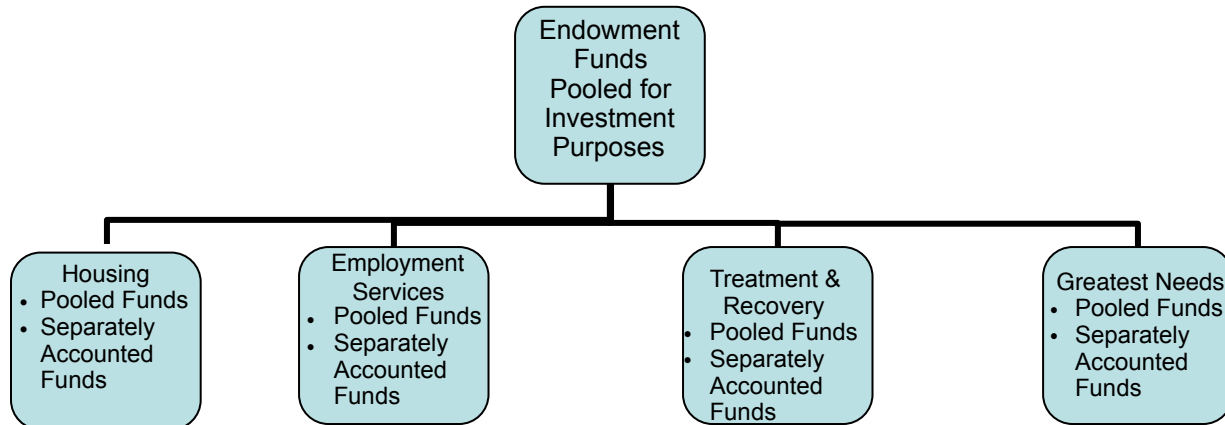 Endowment
Funds
Pooled for
Investment
Purposes
Housing
• Pooled Funds
• Separately
Accounted
Funds
Employment
Services
• Pooled Funds
• Separately
Accounted
Funds
Treatment &
Recovery
• Pooled Funds
• Separately
Accounted
Funds
Greatest Needs
• Pooled Funds
• Separately
Accounted
Funds